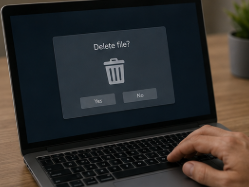 Delete file?
Yes
No